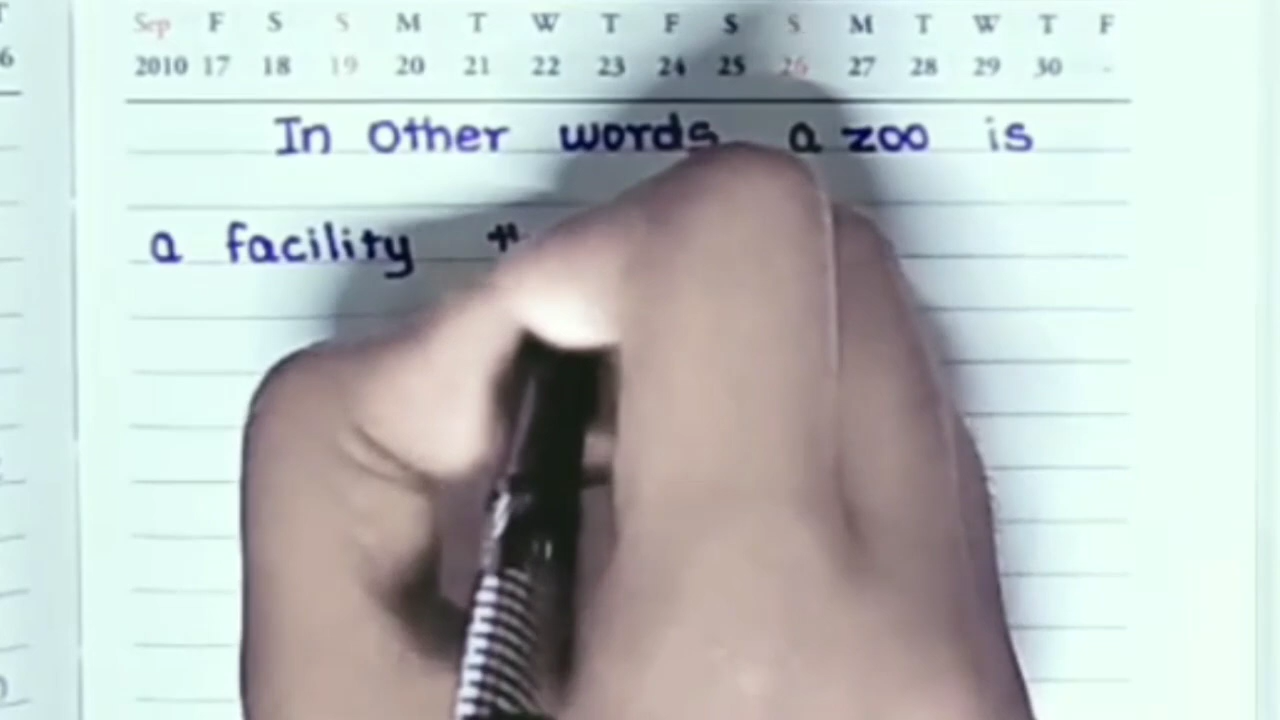 Sep F S S M T W T F S S M T W T F
2010 17 18 19 20 21 22 23 24 25 26 27 28 29 30 -
In Other words a zoo is
a facility